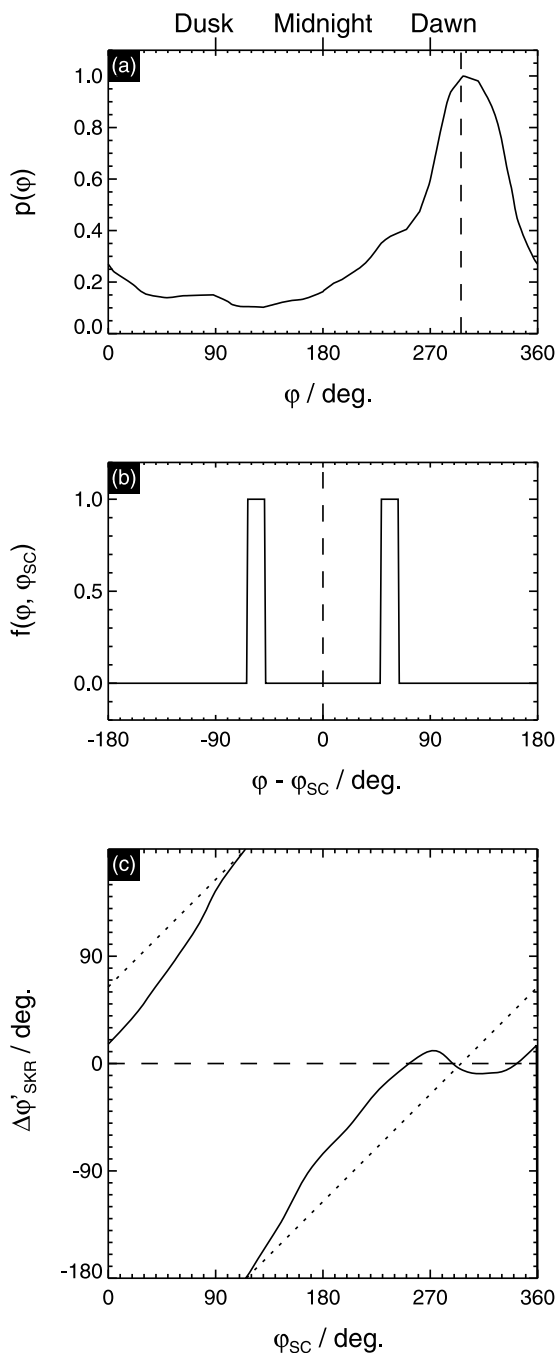 Dusk Midnight Dawn
(a)
1.0
0.8
0.6
0.4
0.2
0.0
p(φ)
0 90 180 270 360
φ / deg.
(b)
1.0
0.5
0.0
f(φ, φSC)
-180 -90 0 90 180
φ - φSC / deg.
(c)
90
0
-90
-180
Δφ'SKR / deg.
0 90 180 270 360
φSC / deg.